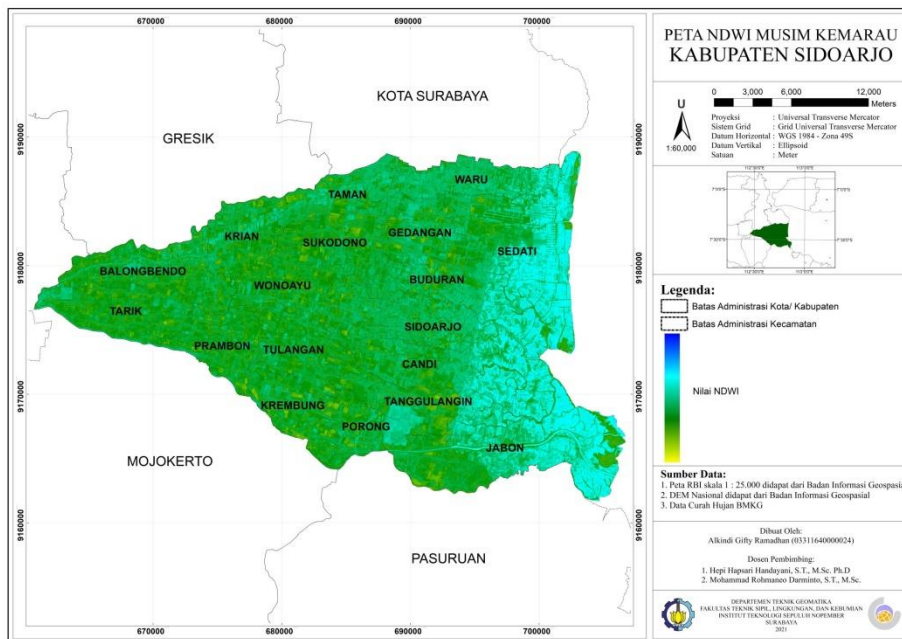 670000 680000 690000 700000
9190000
9180000
9170000
9160000
KOTA SURABAYA
GRESIK
WARU
TAMAN
KRIAN
GEDANGAN
SUKODONO
SEDATI
BALONGBENDO
WONOAYU
BUDURAN
TARIK
SIDOARJO
PRAMBON
TULANGAN
CANDI
KREMBUNG
TANGGULANGIN
PORONG
JABON
MOJOKERTO
PASURUAN
9190000
9180000
9170000
9160000
670000 680000 690000 700000
PETA NDWI MUSIM KEMARAU
KABUPATEN SIDOARJO
U
1:60,000
0 3,000 6,000 12,000
Meters
Proyeksi : Universal Transverse Mercator
Sistem Grid : Grid Universal Transverse Mercator
Datum Horizontal : WGS 1984 - Zona 49S
Datum Vertikal : Ellipsoid
Satuan : Meter
Legenda:
Batas Administrasi Kota/ Kabupaten
Batas Administrasi Kecamatan
Nilai NDWI
Sumber Data:
1. Peta RBI skala 1 : 25.000 didapat dari Badan Informasi Geospasia
2. DEM Nasional didapat dari Badan Informasi Geospasial
3. Data Curah Hujan BMKG
Dibuat Oleh:
Alkindi Gifty Ramadhan (03311640000024)
Dosen Pembimbing:
1. Hepi Hapsari Handayani, S.T., M.Sc. Ph.D
2. Mohammad Rohmaneo Darminto, S.T., M.Sc.
DEPARTEMEN TEKNIK GEOMATIKA
FAKULTAS TEKNIK SIPIL, LINGKUNGAN, DAN KEBUMIAN
INSTITUT TEKNOLOGI SEPULUH NOPEMBER
SURABAYA
2021